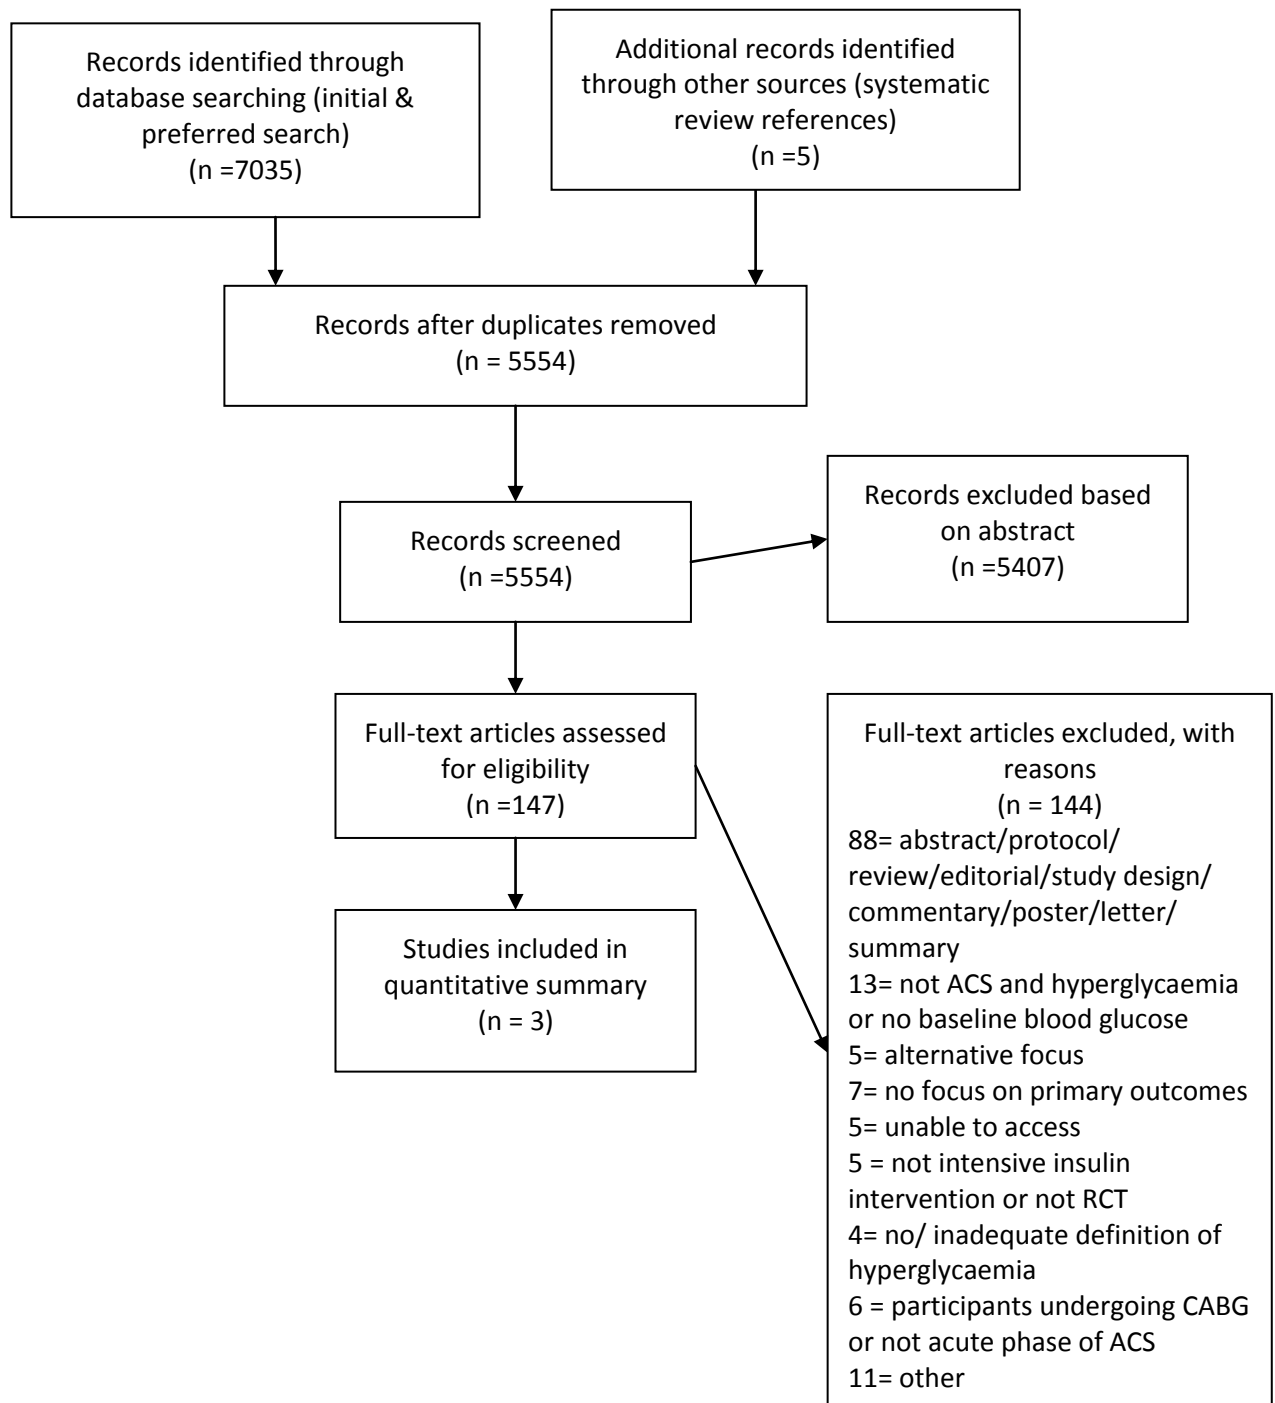 Records identified through
database searching (initial &
preferred search)
(n =7035)
Additional records identified
through other sources (systematic
review references)
(n =5)
Records after duplicates removed
(n = 5554)
Records screened
(n =5554)
Records excluded based
on abstract
(n =5407)
Full-text articles assessed
for eligibility
(n =147)
Full-text articles excluded, with
reasons
(n = 144)
88= abstract/protocol/
review/editorial/study design/
commentary/poster/letter/
summary
13= not ACS and hyperglycaemia
or no baseline blood glucose
5= alternative focus
7= no focus on primary outcomes
5= unable to access
5 = not intensive insulin
intervention or not RCT
4= no/ inadequate definition of
hyperglycaemia
6 = participants undergoing CABG
or not acute phase of ACS
11= other
Studies included in
quantitative summary
(n = 3)